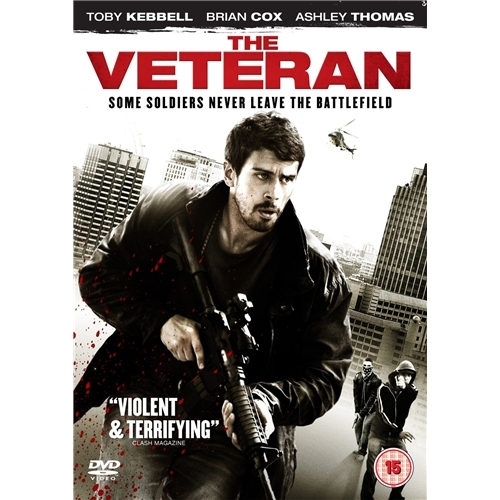 TOBY KEBBELL BRIAN COX ASHLEY THOMAS
THE
VETERAN
SOME SOLDIERS NEVER LEAVE THE BATTLEFIELD
"VIOLENT
& TERRIFYING"
CLASH MAGAZINE
DVD
VIDEO
15